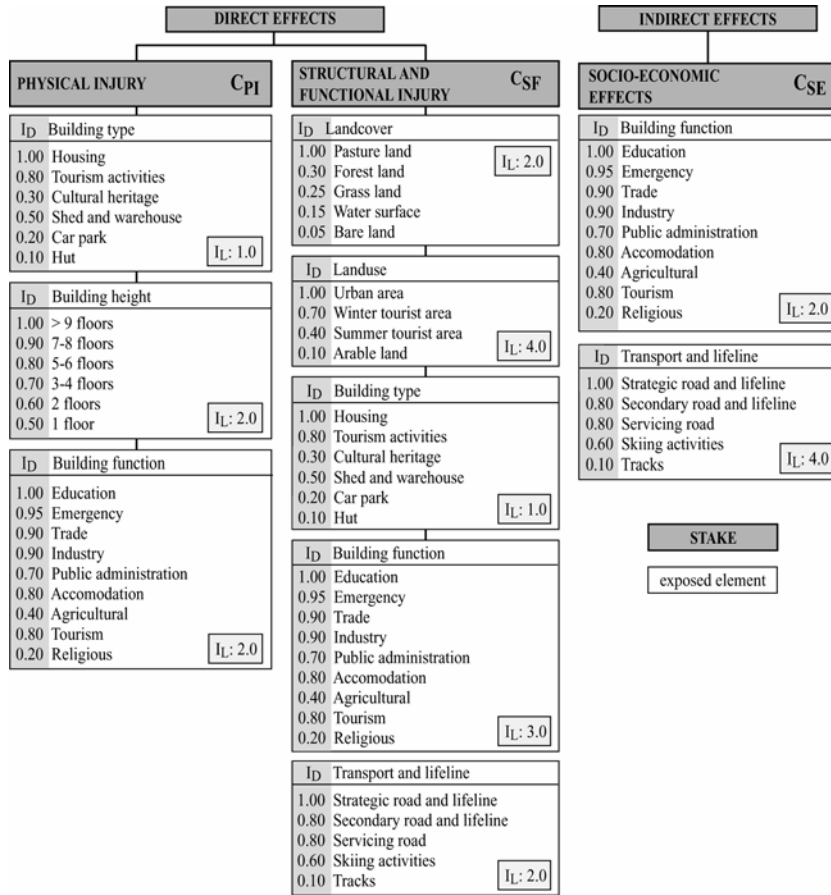 DIRECT EFFECTS
INDIRECT EFFECTS
PHYSICAL INJURY CPI
ID Building type
1.00 Housing
0.80 Tourism activities
0.30 Cultural heritage
0.50 Shed and warehouse
0.20 Car park
0.10 Hut
IL: 1.0
ID Building height
1.00 > 9 floors
0.90 7-8 floors
0.80 5-6 floors
0.70 3-4 floors
0.60 2 floors
0.50 1 floor
IL: 2.0
ID Building function
1.00 Education
0.95 Emergency
0.90 Trade
0.90 Industry
0.70 Public administration
0.80 Accomodation
0.40 Agricultural
0.80 Tourism
0.20 Religious
IL: 2.0
STRUCTURAL AND
FUNCTIONAL INJURY CSF
ID Landcover
1.00 Pasture land
0.30 Forest land
0.25 Grass land
0.15 Water surface
0.05 Bare land
IL: 2.0
ID Landuse
1.00 Urban area
0.70 Winter tourist area
0.40 Summer tourist area
0.10 Arable land
IL: 4.0
ID Building type
1.00 Housing
0.80 Tourism activities
0.30 Cultural heritage
0.50 Shed and warehouse
0.20 Car park
0.10 Hut
IL: 1.0
ID Building function
1.00 Education
0.95 Emergency
0.90 Trade
0.90 Industry
0.70 Public administration
0.80 Accomodation
0.40 Agricultural
0.80 Tourism
0.20 Religious
IL: 3.0
ID Transport and lifeline
1.00 Strategic road and lifeline
0.80 Secondary road and lifeline
0.80 Servicing road
0.60 Skiing activities
0.10 Tracks
IL: 2.0
SOCIO-ECONOMIC
EFFECTS CSE
ID Building function
1.00 Education
0.95 Emergency
0.90 Trade
0.90 Industry
0.70 Public administration
0.80 Accomodation
0.40 Agricultural
0.80 Tourism
0.20 Religious
IL: 2.0
ID Transport and lifeline
1.00 Strategic road and lifeline
0.80 Secondary road and lifeline
0.80 Servicing road
0.60 Skiing activities
0.10 Tracks
IL: 4.0
STAKE
exposed element